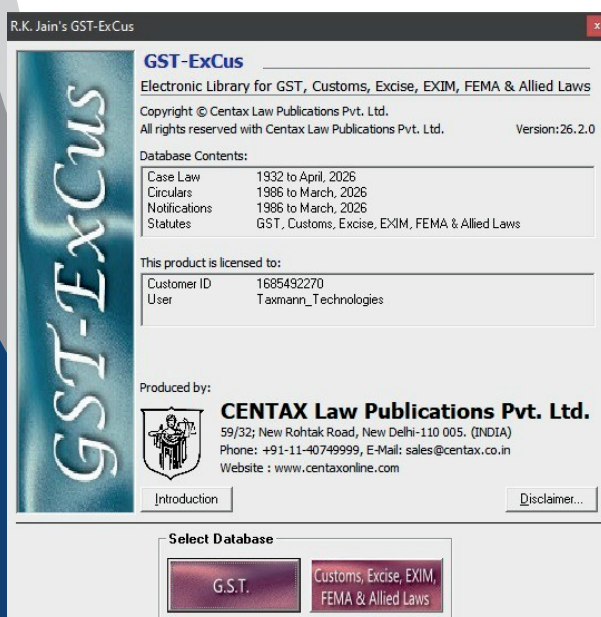 R.K. Jain's GST-ExCus
x
GST-ExCus
GST-ExCus
Electronic Library for GST, Customs, Excise, EXIM, FEMA & Allied Laws
Copyright © Centax Law Publications Pvt. Ltd.
All rights reserved with Centax Law Publications Pvt. Ltd. Version:26.2.0
Database Contents:
Case Law 1932 to April, 2026
Circulars 1986 to March, 2026
Notifications 1986 to March, 2026
Statutes GST, Customs, Excise, EXIM, FEMA & Allied Laws
This product is licensed to:
Customer ID 1685492270
User Taxmann_Technologies
Produced by:
CENTAX Law Publications Pvt. Ltd.
59/32; New Rohtak Road, New Delhi-110 005. (INDIA)
Phone: +91-11-40749999, E-Mail: sales@centax.co.in
Website : www.centaxonline.com
Introduction Disclaimer...
Select Database
G.S.T. Customs, Excise, EXIM,
FEMA & Allied Laws